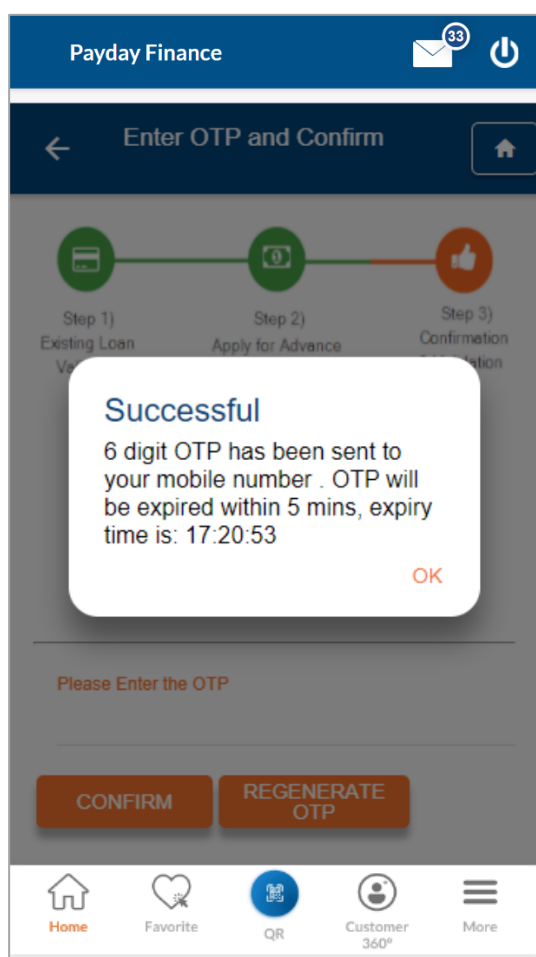 Payday Finance
33
Enter OTP and Confirm
Step 1)
Step 2)
Step 3)
Existing Loan
Apply for Advance
Confirmation
Successful
6 digit OTP has been sent to
your mobile number . OTP will
be expired within 5 mins, expiry
time is: 17:20:53
OK
Please Enter the OTP
CONFIRM
REGENERATE
OTP
Home
Favorite
QR
Customer
360°
More